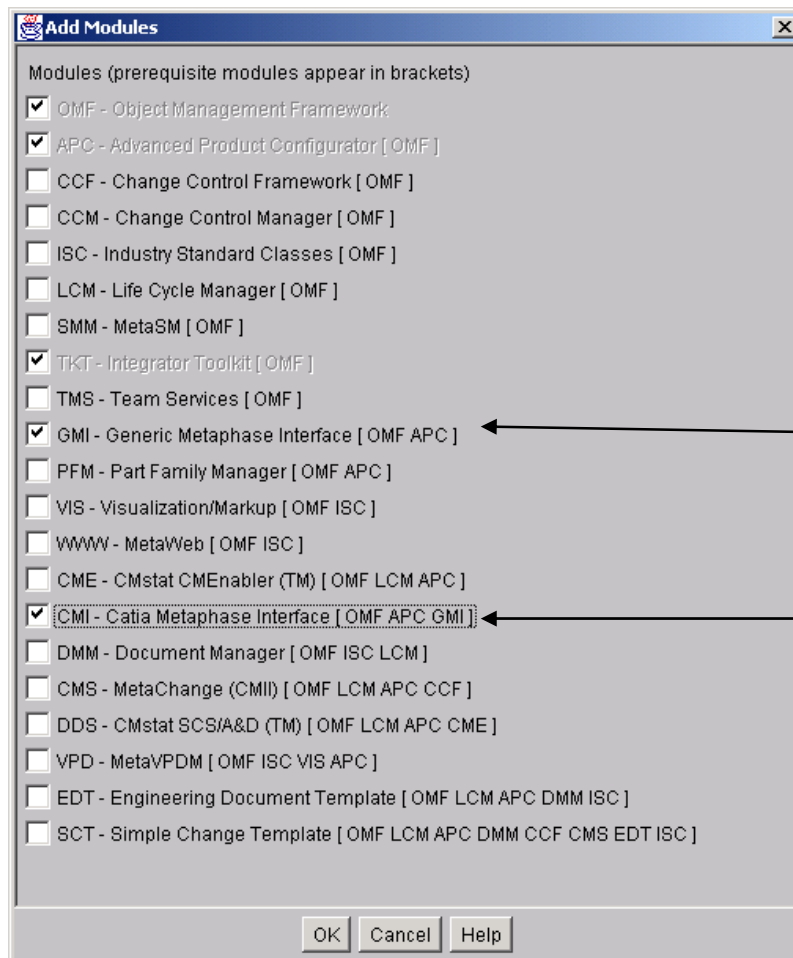 Add Modules
Modules (prerequisite modules appear in brackets)
OMF - Object Management Framework
APC - Advanced Product Configurator [ OMF ]
CCF - Change Control Framework [ OMF ]
CCM - Change Control Manager [ OMF ]
ISC - Industry Standard Classes [ OMF ]
LCM - Life Cycle Manager [ OMF ]
SMM - MetaSM [ OMF ]
TKT - Integrator Toolkit [ OMF ]
TMS - Team Services [ OMF ]
GMI - Generic Metaphase Interface [ OMF APC ]
PFM - Part Family Manager [ OMF APC ]
VIS - Visualization/Markup [ OMF ISC ]
WWW - MetaWeb [ OMF ISC ]
CME - CMstat CMEnabler (TM) [ OMF LCM APC ]
CMI - Catia Metaphase Interface [ OMF APC GMI ]
DMM - Document Manager [ OMF ISC LCM ]
CMS - MetaChange (CMII) [ OMF LCM APC CCF ]
DDS - CMstat SCS/A&D (TM) [ OMF LCM APC CME ]
VPD - MetaVPDM [ OMF ISC VIS APC ]
EDT - Engineering Document Template [ OMF LCM APC DMM ISC ]
SCT - Simple Change Template [ OMF LCM APC DMM CCF CMS EDT ISC ]
OK Cancel Help